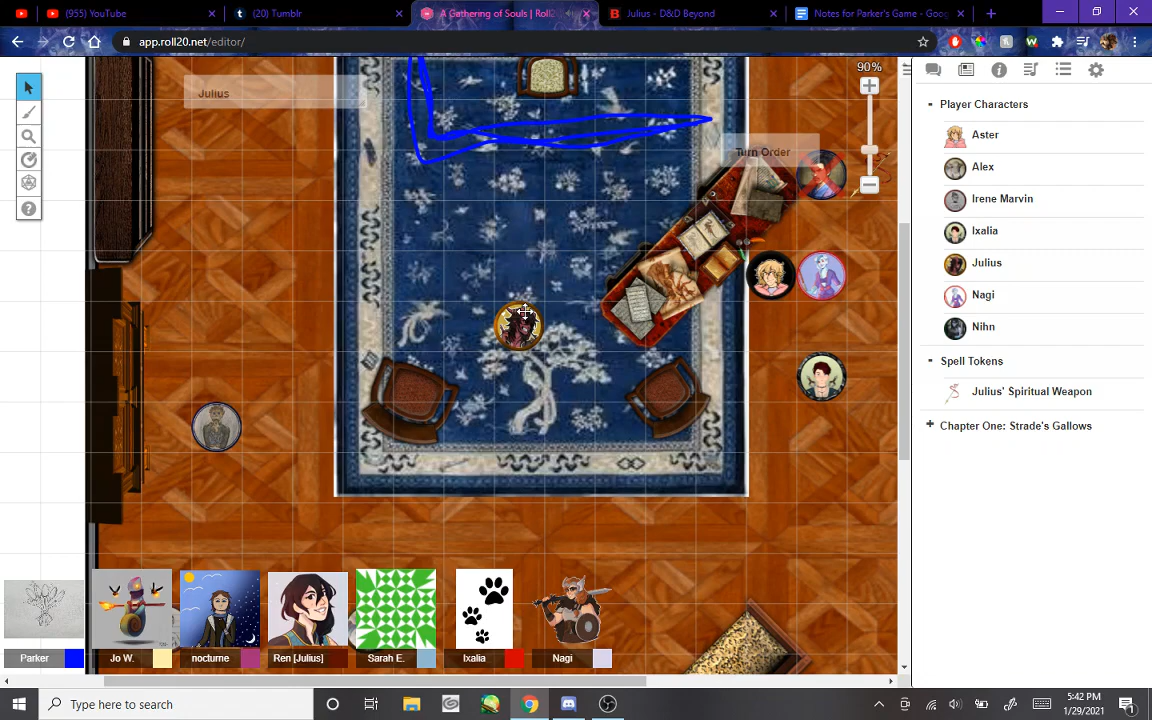 (955) YouTube
(20) Tumblr
A Gathering of Souls | Roll2
Julius - D&D Beyond
Notes for Parker's Game - Goog
app.roll20.net/editor/
90%
Julius
Turn Order
Player Characters
Aster
Alex
Irene Marvin
Ixalia
Julius
Nagi
Nihn
Spell Tokens
Julius' Spiritual Weapon
Chapter One: Strade's Gallows
Parker
Jo W.
nocturne
Ren [Julius]
Sarah E.
Ixalia
Nagi
Type here to search
5:42 PM
1/29/2021
1